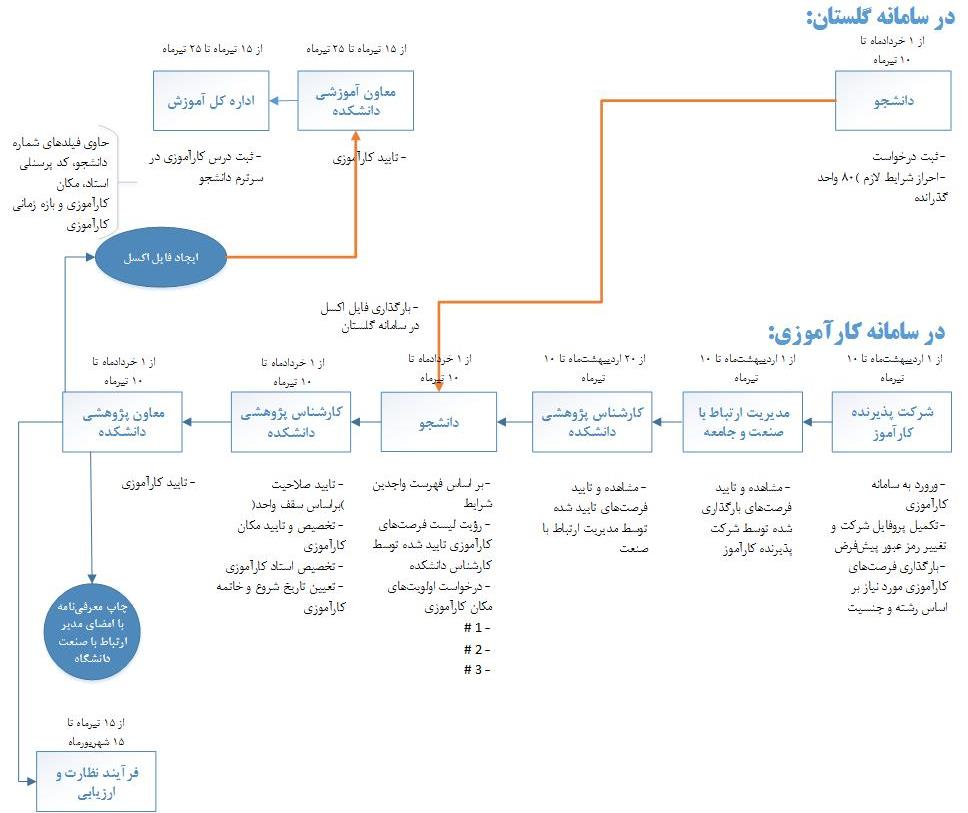 در سامانه گلستان:
از ۱ خردادماه تا
۱۰ تیرماه
دانشجو
- ثبت درخواست
-احراز شرایط لازم )۸۰ واحد
گذرانده
از ۱۵ تیرماه تا ۲۵ تیرماه
معاون آموزشی
دانشکده
- تایید کارآموزی
از ۱۵ تیرماه تا ۲۵ تیرماه
اداره کل آموزش
- ثبت درس کارآموزی در
سرترم دانشجو
حاوی فیلدهای شماره
دانشجو، کد پرسنلی
استاد، مکان
کارآموزی و بازه زمانی
کارآموزی
ایجاد فایل اکسل
- بارگذاری فایل اکسل
در سامانه گلستان
در سامانه کارآموزی:
از ۱ اردیبهشت‌ماه تا ۱۰
تیرماه
شرکت پذیرنده
کارآموز
-ورورد به سامانه
کارآموزی
-تکمیل پروفایل شرکت و
تغییر رمز عبور پیش‌فرض
-بارگذاری فرصت‌های
کارآموزی مورد نیاز بر
اساس رشته و جنسیت
از ۱ اردیبهشت‌ماه تا ۱۰
تیرماه
مدیریت ارتباط با
صنعت و جامعه
- مشاهده و تایید
فرصت‌های بارگذاری
شده توسط شرکت
پذیرنده کارآموز
از ۲۰ اردیبهشت‌ماه تا ۱۰
تیرماه
کارشناس پژوهشی
دانشکده
- مشاهده و تایید
فرصت‌های تایید شده
توسط مدیریت ارتباط با
صنعت
از ۱ خردادماه تا
۱۰ تیرماه
دانشجو
-بر اساس فهرست واجدین
شرایط
- رؤیت لیست فرصت‌های
کارآموزی تایید شده توسط
کارشناس دانشکده
- درخواست اولویت‌های
مکان کارآموزی
# 1 -
# 2 -
# 3 -
از ۱ خردادماه تا
۱۰ تیرماه
کارشناس پژوهشی
دانشکده
- تایید صلاحیت
)براساس سقف واحد(
- تخصیص و تایید مکان
کارآموزی
- تخصیص استاد کارآموزی
- تعیین تاریخ شروع و خاتمه
کارآموزی
از ۱ خردادماه تا
۱۰ تیرماه
معاون پژوهشی
دانشکده
- تایید کارآموزی
چاپ معرفی‌نامه
با امضای مدیر
ارتباط با صنعت
دانشگاه
از ۱۵ تیرماه تا
۱۵ شهریورماه
فرآیند نظارت و
ارزیابی